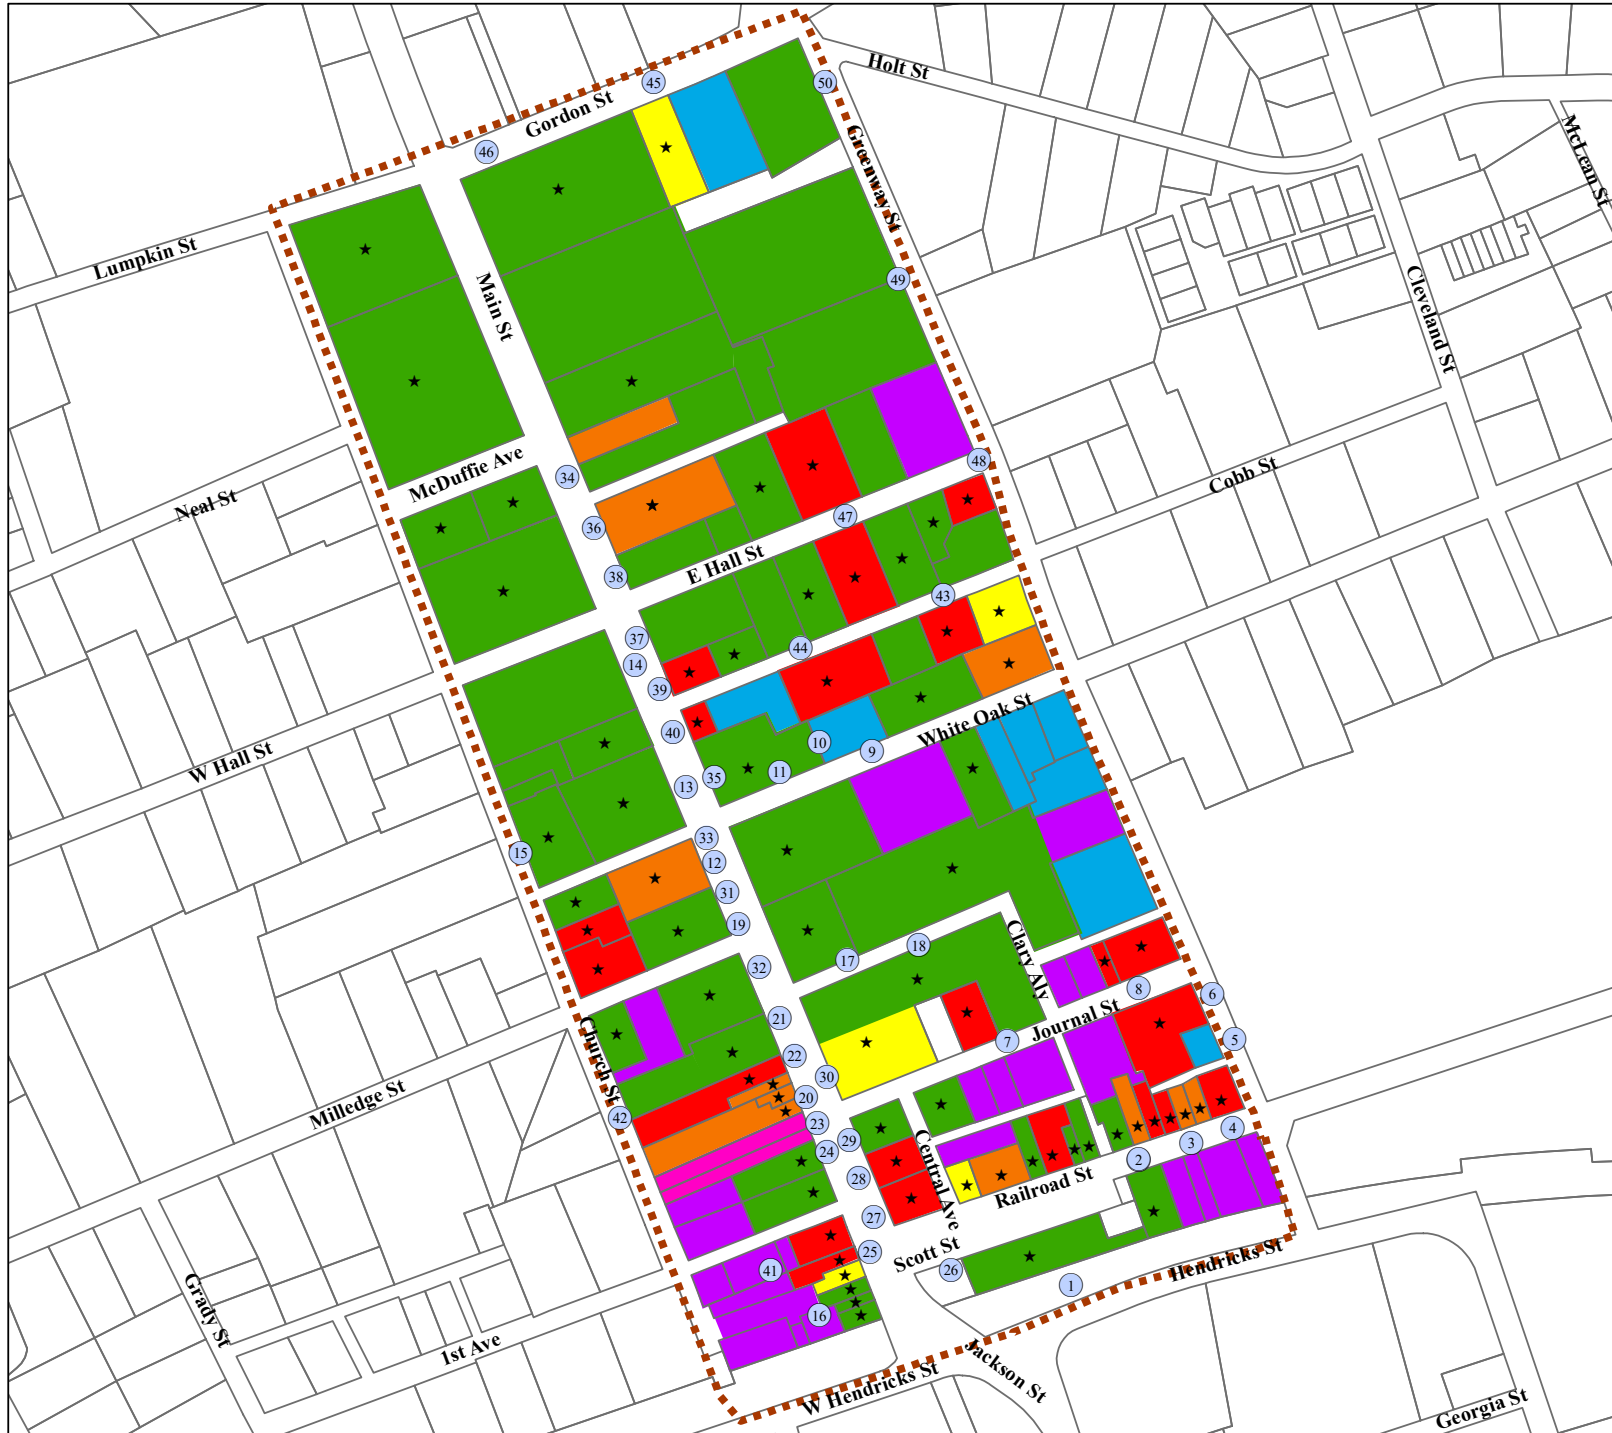 45
50
Holt St
Gordon St
46
McLean St
Greenway St
Lumpkin St
Main St
49
Cleveland St
McDuffie Ave
34
48
Cobb St
Neal St
36
47
E Hall St
38
43
37
44
14
39
White Oak St
40
10
9
W Hall St
35
11
13
33
15
12
31
19
Clary Aly
18
17
32
8
6
21
Journal St
7
5
Church St
22
30
20
Milledge St
42
23
4
29
3
24
Central Ave
2
28
Railroad St
27
Scott St
25
Hendricks St
41
26
1
Grady St
16
1st Ave
Jackson St
W Hendricks St
Georgia St